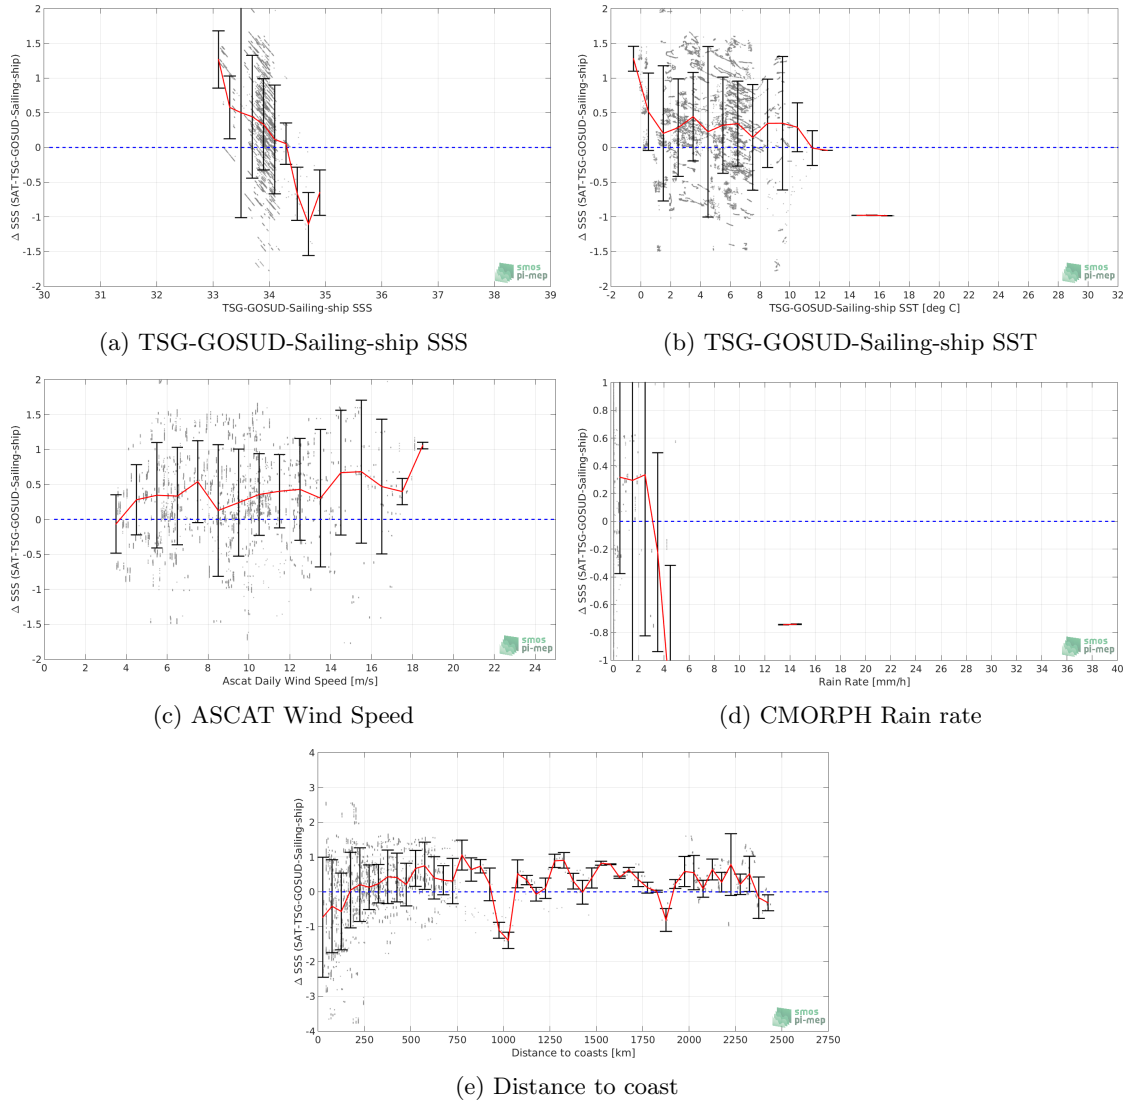 Δ SSS (SAT-TSG-GOSUD-Sailing-ship)
2
1.5
1
0.5
0
-0.5
-1
-1.5
-2
30 31 32 33 34 35 36 37 38 39
TSG-GOSUD-Sailing-ship SSS
smos
pi-mep
(a) TSG-GOSUD-Sailing-ship SSS
Δ SSS (SAT-TSG-GOSUD-Sailing-ship)
2
1.5
1
0.5
0
-0.5
-1
-1.5
-2
-2 0 2 4 6 8 10 12 14 16 18 20 22 24 26 28 30 32
TSG-GOSUD-Sailing-ship SST [deg C]
smos
pi-mep
(b) TSG-GOSUD-Sailing-ship SST
Δ SSS (SAT-TSG-GOSUD-Sailing-ship)
2
1.5
1
0.5
0
-0.5
-1
-1.5
-2
0 2 4 6 8 10 12 14 16 18 20 22 24
Ascat Daily Wind Speed [m/s]
smos
pi-mep
(c) ASCAT Wind Speed
Δ SSS (SAT-TSG-GOSUD-Sailing-ship)
1
0.8
0.6
0.4
0.2
0
-0.2
-0.4
-0.6
-0.8
-1
0 2 4 6 8 10 12 14 16 18 20 22 24 26 28 30 32 34 36 38 40
Rain Rate [mm/h]
smos
pi-mep
(d) CMORPH Rain rate
Δ SSS (SAT-TSG-GOSUD-Sailing-ship)
4
3
2
1
0
-1
-2
-3
-4
0 250 500 750 1000 1250 1500 1750 2000 2250 2500 2750
Distance to coasts [km]
smos
pi-mep
(e) Distance to coast